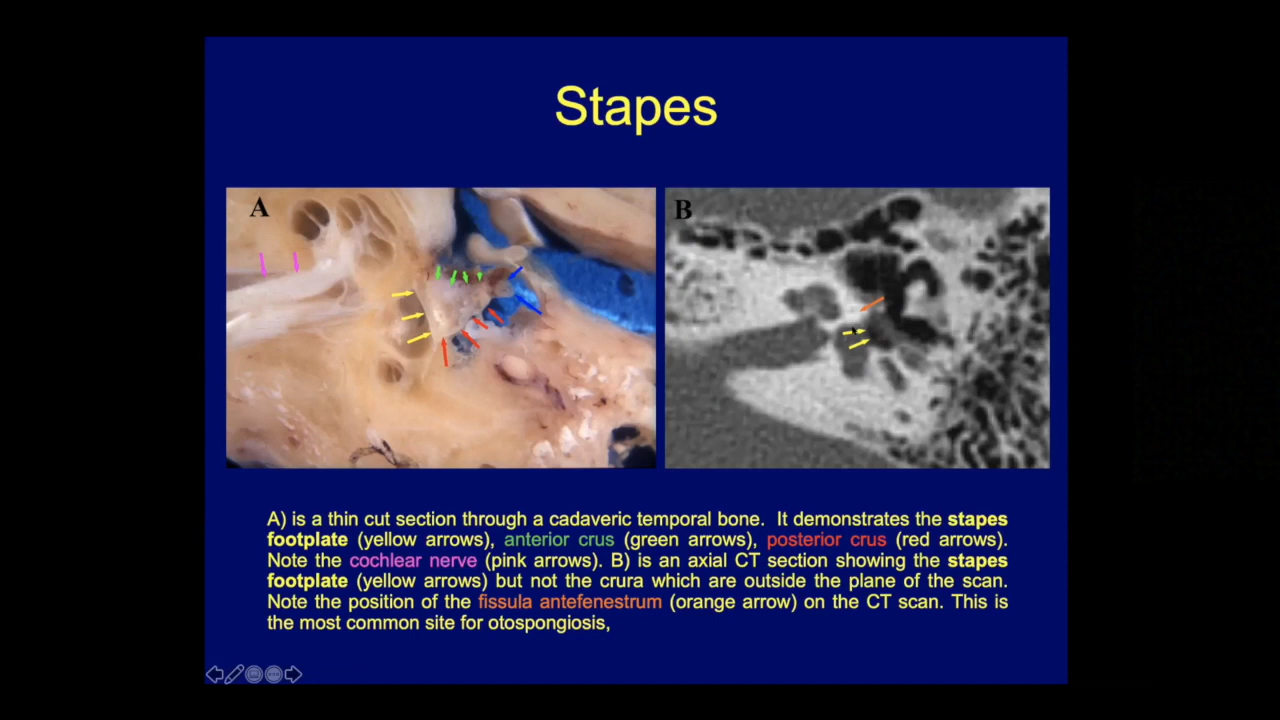 Stapes
A
B
A) is a thin cut section through a cadaveric temporal bone. It demonstrates the stapes
footplate (yellow arrows), anterior crus (green arrows), posterior crus (red arrows).
Note the cochlear nerve (pink arrows). B) is an axial CT section showing the stapes
footplate (yellow arrows) but not the crura which are outside the plane of the scan.
Note the position of the fissula antefenestrum (orange arrow) on the CT scan. This is
the most common site for otospongiosis,